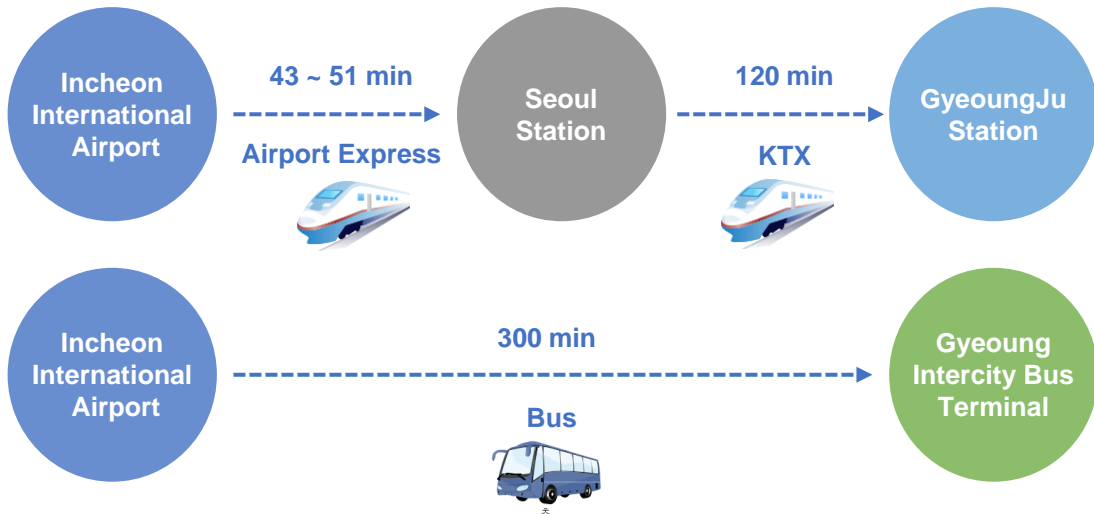 Incheon
International
Airport
43 ~ 51 min
Airport Express
Seoul
Station
120 min
KTX
GyeoungJu
Station
Incheon
International
Airport
300 min
Bus
Gyeoung
Intercity Bus
Terminal